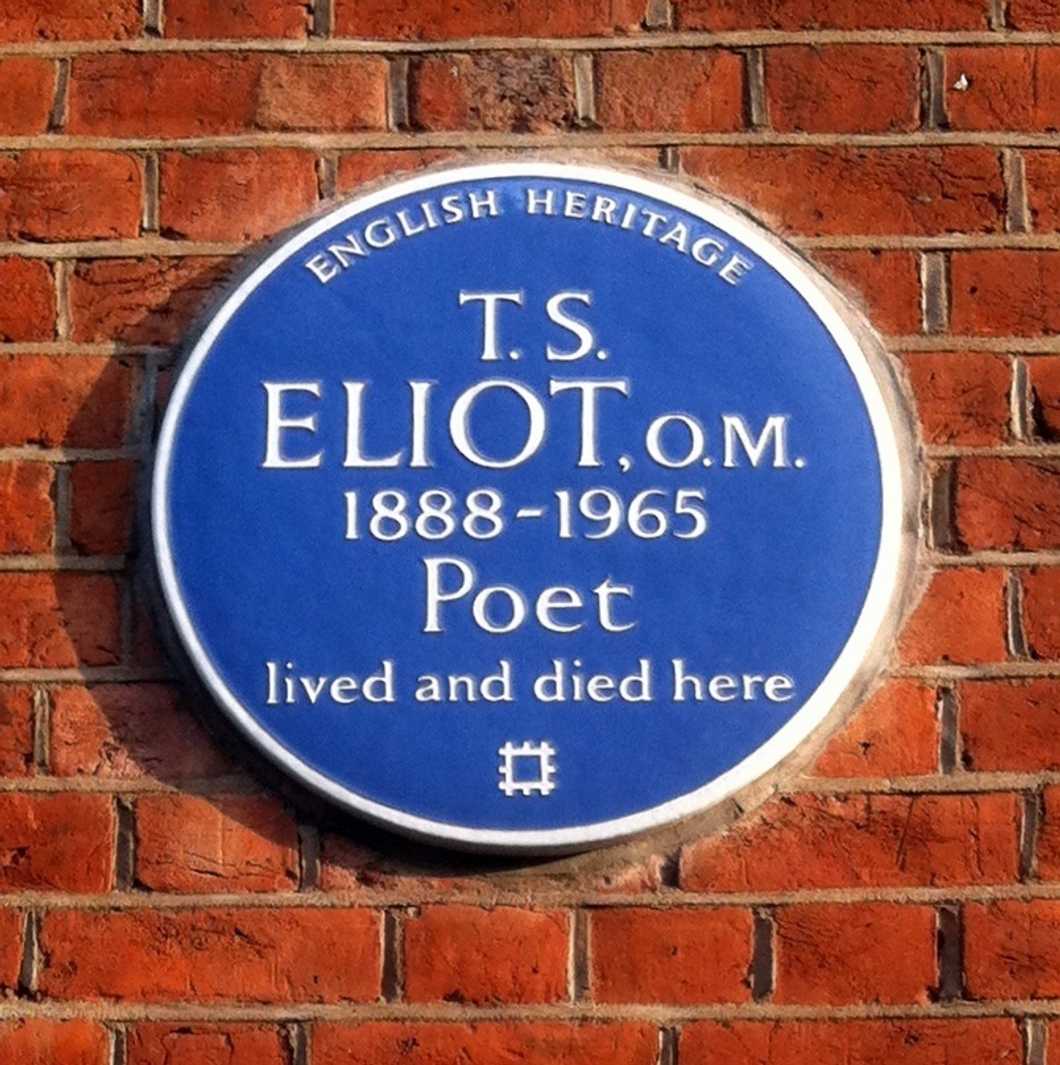 ENGLISH HERITAGE
T. S.
ELIOT, O.M.
1888-1965
Poet
lived and died here